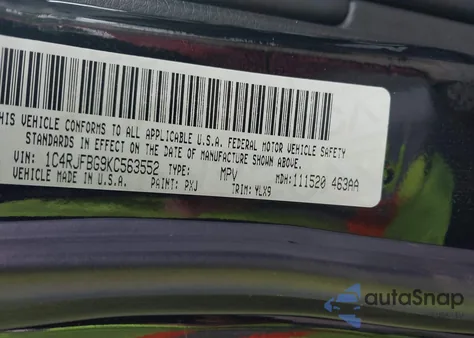 THIS VEHICLE CONFORMS TO ALL APPLICABLE U.S.A. FEDERAL MOTOR VEHICLE SAFETY
STANDARDS IN EFFECT ON THE DATE OF MANUFACTURE SHOWN ABOVE.
VIN: 1C4RJFBG9KC563552 TYPE: MPV MDH: 111520 463AA
VEHICLE MADE IN U.S.A. PAINT: PXJ TRIM: YLX9
autoSnap